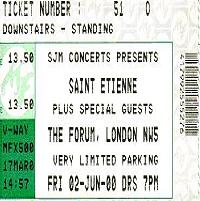 TICKET NUMBER : 51 0
DOWNSTAIRS - STANDING
13.50 SJM CONCERTS PRESENTS
SAINT ETIENNE
13.50 PLUS SPECIAL GUESTS
V-WAY THE FORUM, LONDON NW5
MFX500
17MAR0 VERY LIMITED PARKING
14:57 FRI 02-JUN-00 DRS 7PM